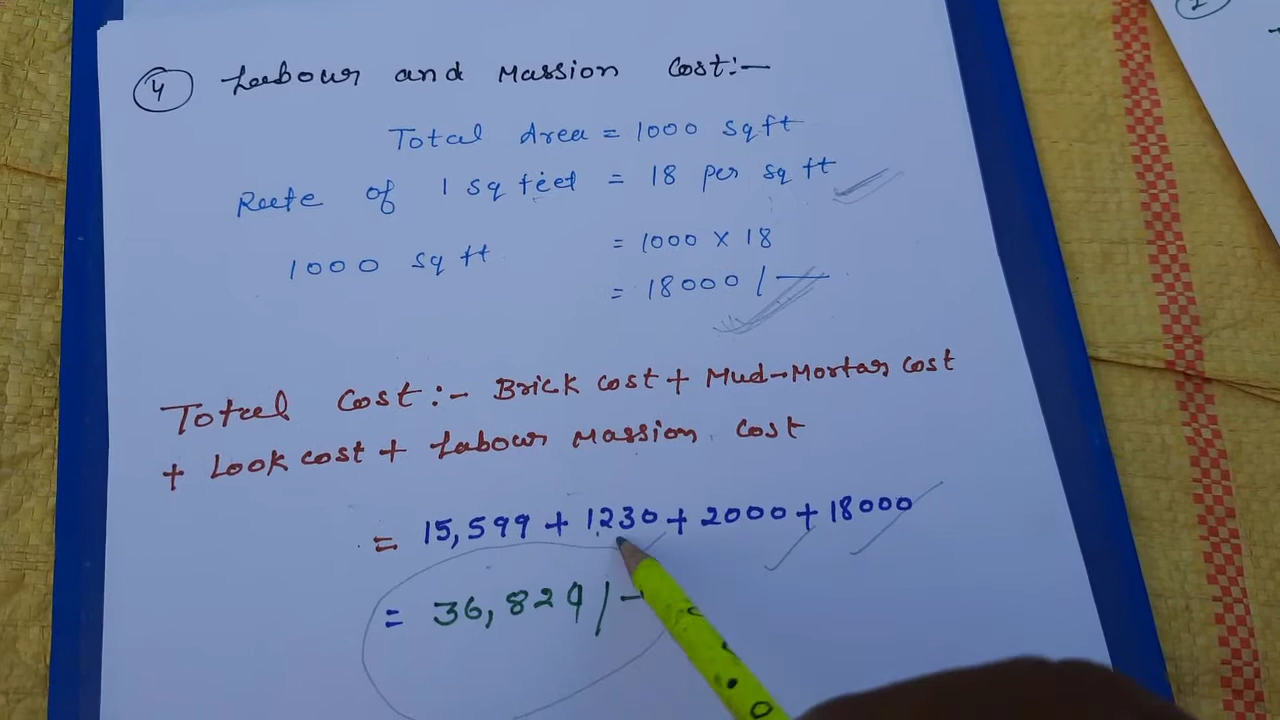 4 Labour and Massion Cost:-
Total Area = 1000 sqft
Rate of 1 sq feet = 18 per sq ft
1000 sq ft = 1000 x 18
= 18000/-
Total Cost:- Brick cost + Mud-Mortar cost
+ Look cost + Labour Massion cost
= 15,599 + 1230 + 2000 + 18000
= 36,829/-